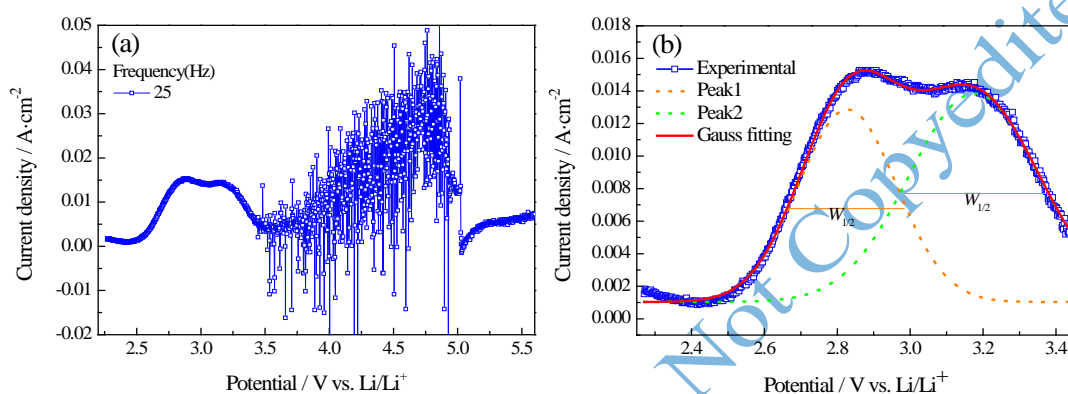 (a)
Frequency(Hz)
25
Current density / A·cm⁻²
0.05
0.04
0.03
0.02
0.01
0.00
-0.01
-0.02
2.5
3.0
3.5
4.0
4.5
5.0
5.5
Potential / V vs. Li/Li⁺
(b)
Experimental
Peak1
Peak2
Gauss fitting
W1/2
W1/2
Current density / A·cm⁻²
0.018
0.016
0.014
0.012
0.010
0.008
0.006
0.004
0.002
0.000
2.4
2.6
2.8
3.0
3.2
3.4
Potential / V vs. Li/Li⁺
Not Copyedite